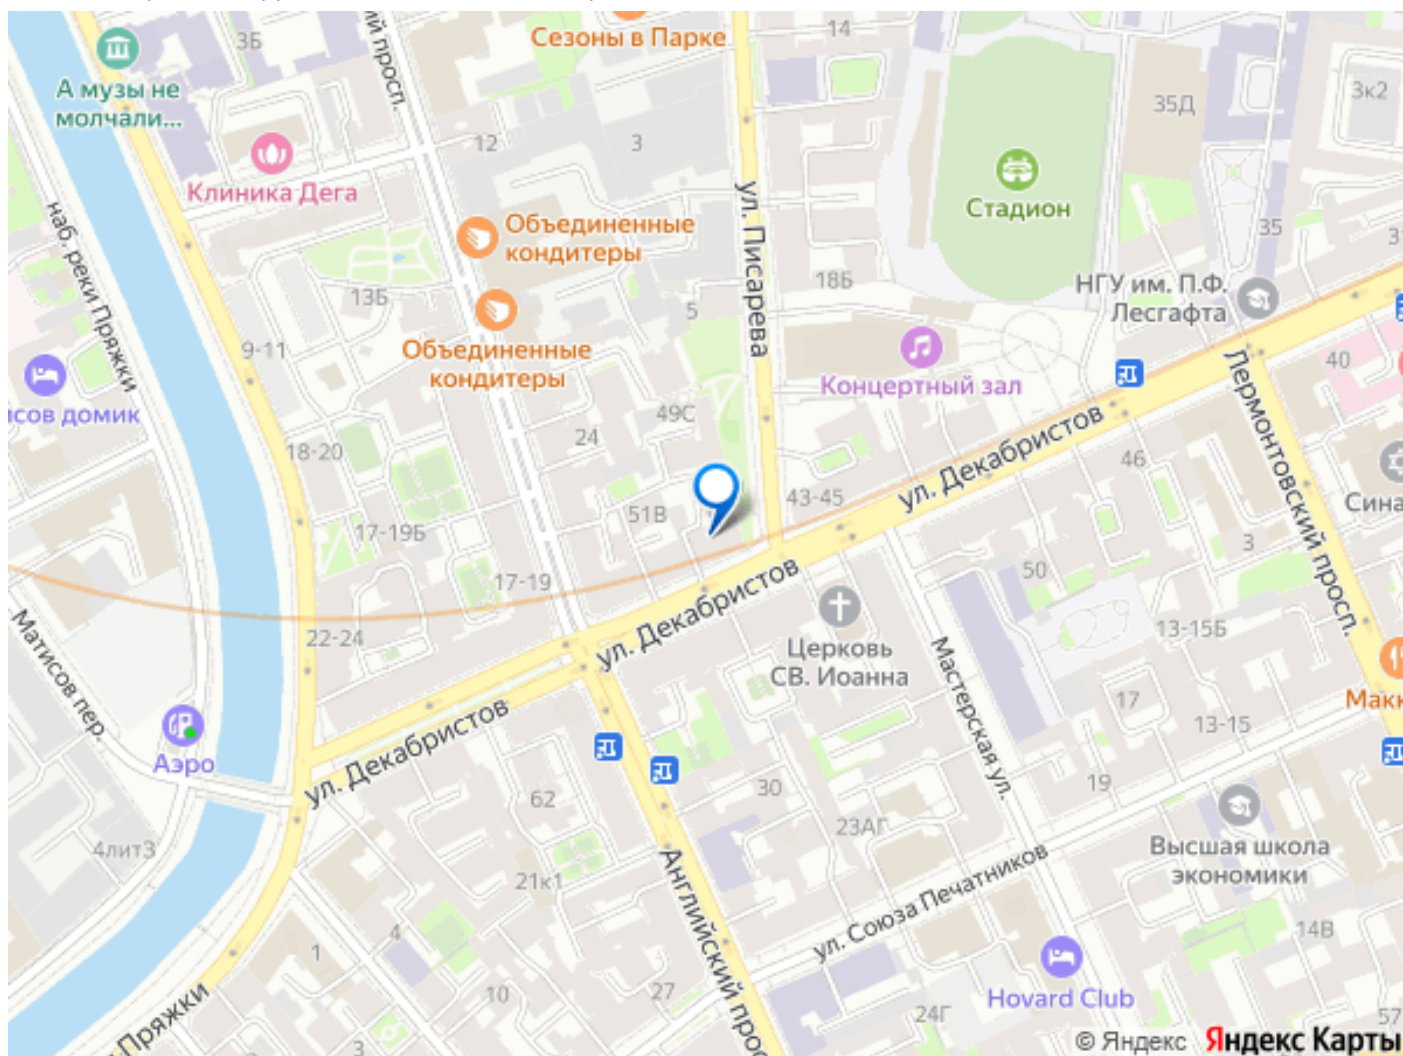 Сезоны в Парке
14
3Б
ий просп.
А музы не
молчали...
35Д
3к2
12
3
Клиника Дега
ул. Писарева
Стадион
наб. реки Пряжки
Объединенные
кондитеры
35
13Б
18Б
5
НГУ им. П.Ф.
Лесгафта
9-11
Объединенные
кондитеры
Концертный зал
40
исов домик
49С
24
18-20
ул. Декабристов
46
Лермонтовский просп.
51В
43-45
Сина
17-19Б
3
17-19
50
ул. Декабристов
22-24
13-15Б
Матисов пер.
Церковь
СВ. Иоанна
Мастерская ул.
Макк
17
13-15
ул. Декабристов
Аэро
62
30
19
4лит3
23АГ
Высшая школа
экономики
21к1
Английский прос
ул. Союза Печатников
14В
4
1
10
27
Hovard Club
24Г
57
Пряжки
3
© Яндекс Яндекс Карты